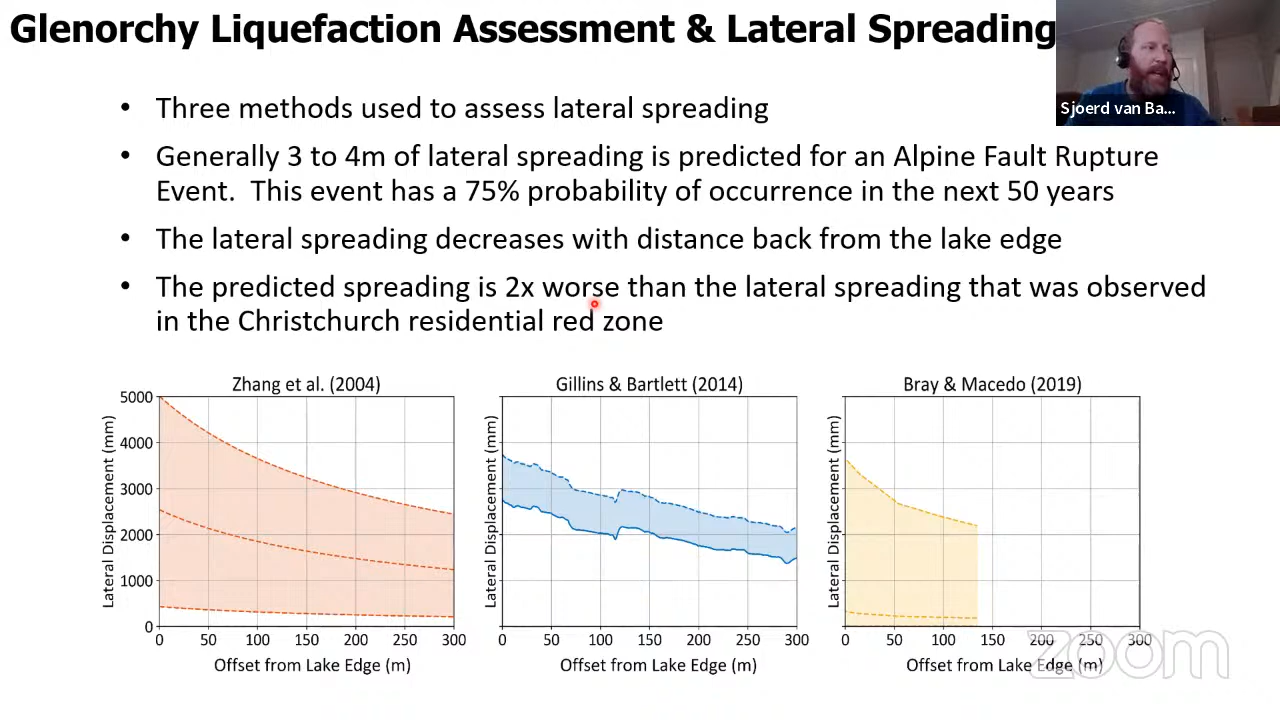 Glenorchy Liquefaction Assessment & Lateral Spreading
Sjoerd van Ba...
• Three methods used to assess lateral spreading
• Generally 3 to 4m of lateral spreading is predicted for an Alpine Fault Rupture
Event. This event has a 75% probability of occurrence in the next 50 years
• The lateral spreading decreases with distance back from the lake edge
• The predicted spreading is 2x worse than the lateral spreading that was observed
in the Christchurch residential red zone
Zhang et al. (2004)
Lateral Displacement (mm)
5000
4000
3000
2000
1000
0
0 50 100 150 200 250 300
Offset from Lake Edge (m)
Gillins & Bartlett (2014)
Lateral Displacement (mm)
0 50 100 150 200 250 300
Offset from Lake Edge (m)
Bray & Macedo (2019)
Lateral Displacement (mm)
0 50 100 150 200 250 300
Offset from Lake Edge (m)
zoom